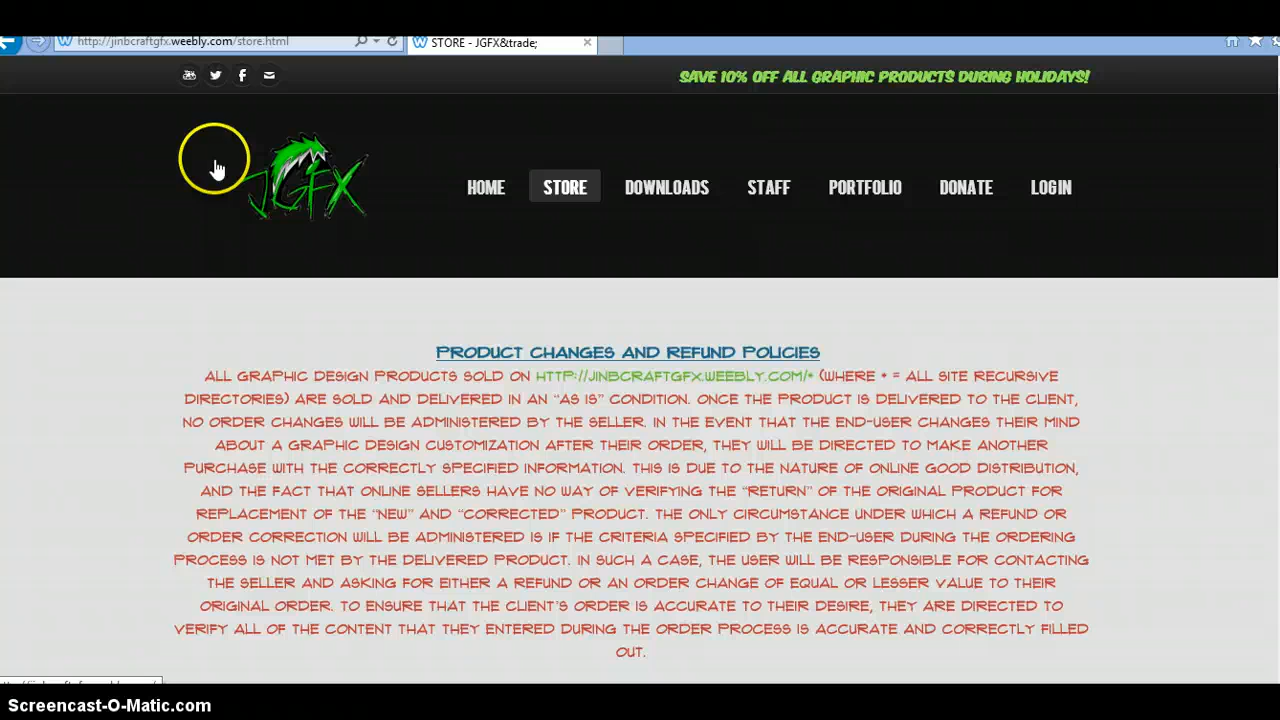 http://jinbcraftgfx.weebly.com/store.html
STORE - JGFX&trade;
SAVE 10% OFF ALL GRAPHIC PRODUCTS DURING HOLIDAYS!
JGFX
HOME STORE DOWNLOADS STAFF PORTFOLIO DONATE LOGIN
PRODUCT CHANGES AND REFUND POLICIES
ALL GRAPHIC DESIGN PRODUCTS SOLD ON HTTP://JINBCRAFTGFX.WEEBLY.COM/* (WHERE * = ALL SITE RECURSIVE
DIRECTORIES) ARE SOLD AND DELIVERED IN AN "AS IS" CONDITION. ONCE THE PRODUCT IS DELIVERED TO THE CLIENT,
NO ORDER CHANGES WILL BE ADMINISTERED BY THE SELLER. IN THE EVENT THAT THE END-USER CHANGES THEIR MIND
ABOUT A GRAPHIC DESIGN CUSTOMIZATION AFTER THEIR ORDER, THEY WILL BE DIRECTED TO MAKE ANOTHER
PURCHASE WITH THE CORRECTLY SPECIFIED INFORMATION. THIS IS DUE TO THE NATURE OF ONLINE GOOD DISTRIBUTION,
AND THE FACT THAT ONLINE SELLERS HAVE NO WAY OF VERIFYING THE "RETURN" OF THE ORIGINAL PRODUCT FOR
REPLACEMENT OF THE "NEW" AND "CORRECTED" PRODUCT. THE ONLY CIRCUMSTANCE UNDER WHICH A REFUND OR
ORDER CORRECTION WILL BE ADMINISTERED IS IF THE CRITERIA SPECIFIED BY THE END-USER DURING THE ORDERING
PROCESS IS NOT MET BY THE DELIVERED PRODUCT. IN SUCH A CASE, THE USER WILL BE RESPONSIBLE FOR CONTACTING
THE SELLER AND ASKING FOR EITHER A REFUND OR AN ORDER CHANGE OF EQUAL OR LESSER VALUE TO THEIR
ORIGINAL ORDER. TO ENSURE THAT THE CLIENT'S ORDER IS ACCURATE TO THEIR DESIRE, THEY ARE DIRECTED TO
VERIFY ALL OF THE CONTENT THAT THEY ENTERED DURING THE ORDER PROCESS IS ACCURATE AND CORRECTLY FILLED
OUT.
Screencast-O-Matic.com